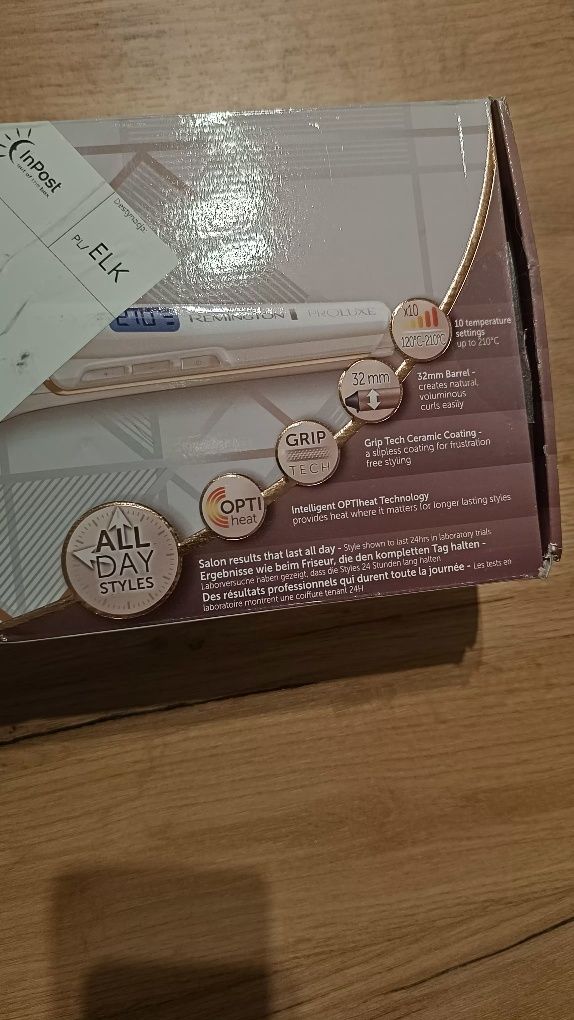 InPost
out of the box
PL/ ELK
210°
REMINGTON PROLUXE
x10
120°C-210°C
10 temperature
settings
up to 210°C
32 mm
32mm Barrel -
creates natural,
voluminous
curls easily
GRIP
TECH
Grip Tech Ceramic Coating -
a slipless coating for frustration
free styling
OPTI
heat
Intelligent OPTIheat Technology
provides heat where it matters for longer lasting styles
ALL
DAY
STYLES
Salon results that last all day - Style shown to last 24hrs in laboratory trials
Ergebnisse wie beim Friseur, die den kompletten Tag halten -
Laborversuche haben gezeigt, dass die Styles 24 Stunden lang halten
Des résultats professionnels qui durent toute la journée - Les tests en
laboratoire montrent une coiffure tenant 24H